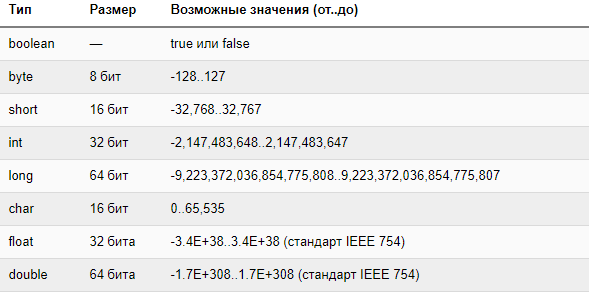 Тип Размер Возможные значения (от..до)
boolean — true или false
byte 8 бит -128..127
short 16 бит -32,768..32,767
int 32 бит -2,147,483,648..2,147,483,647
long 64 бит -9,223,372,036,854,775,808..9,223,372,036,854,775,807
char 16 бит 0..65,535
float 32 бита -3.4E+38..3.4E+38 (стандарт IEEE 754)
double 64 бита -1.7E+308..1.7E+308 (стандарт IEEE 754)